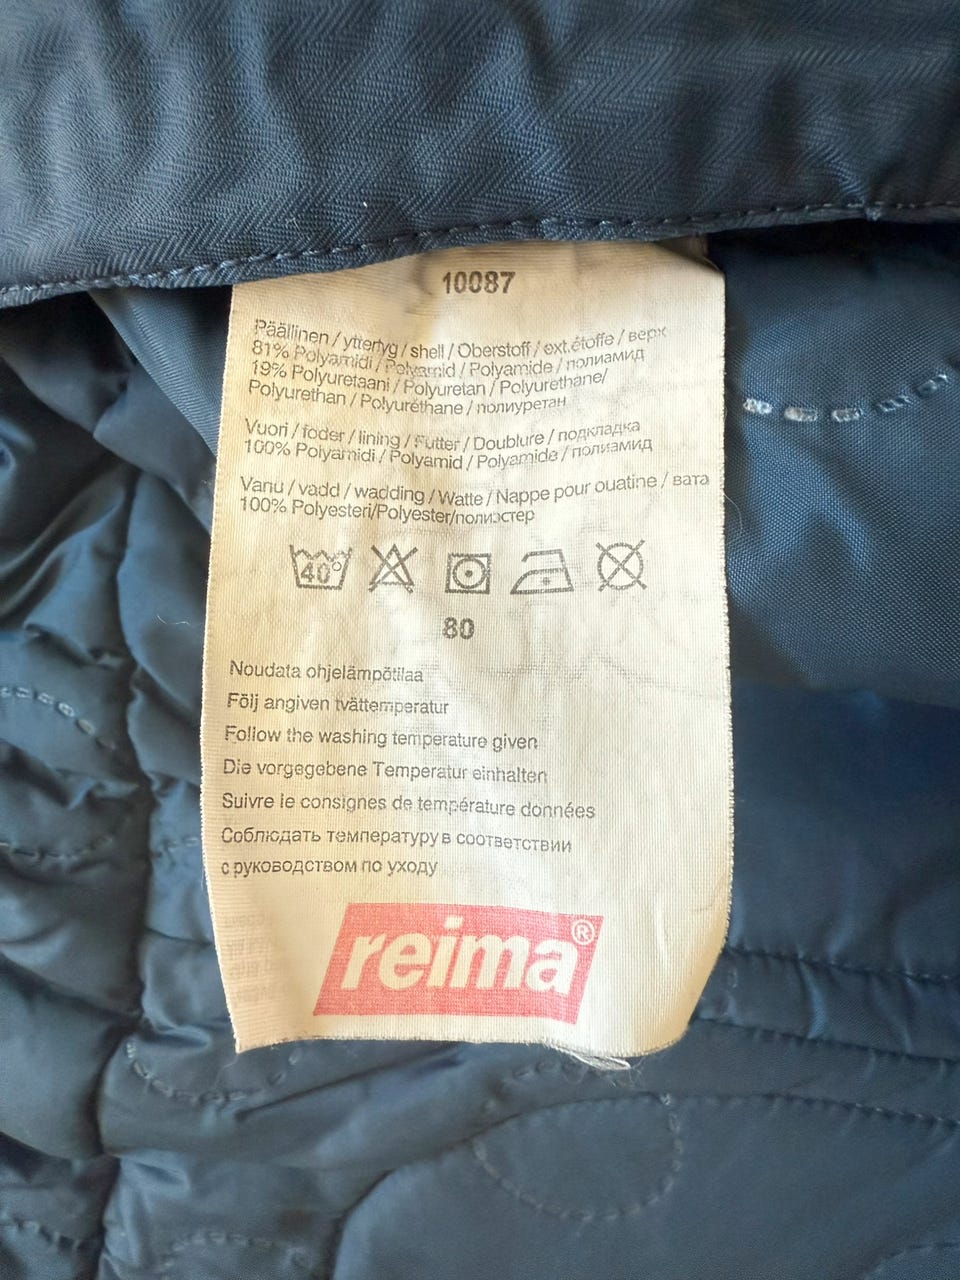 10087
Päällinen / yttertyg / shell / Oberstoff / ext.étoffe / верх
81% Polyamidi / Polyamid / Polyamide / полиамид
19% Polyuretaani / Polyuretan / Polyurethane/
Polyurethan / Polyuréthane / полиуретан
Vuori / foder / lining / Futter / Doublure / подкладка
100% Polyamidi / Polyamid / Polyamide / полиамид
Vanu / vadd / wadding / Watte / Nappe pour ouatine / вата
100% Polyesteri/Polyester/полиэстер
40°
80
Noudata ohjelämpötilaa
Följ angiven tvättemperatur
Follow the washing temperature given
Die vorgegebene Temperatur einhalten
Suivre le consignes de température données
Соблюдать температуру в соответствии
с руководством по уходу
reima®